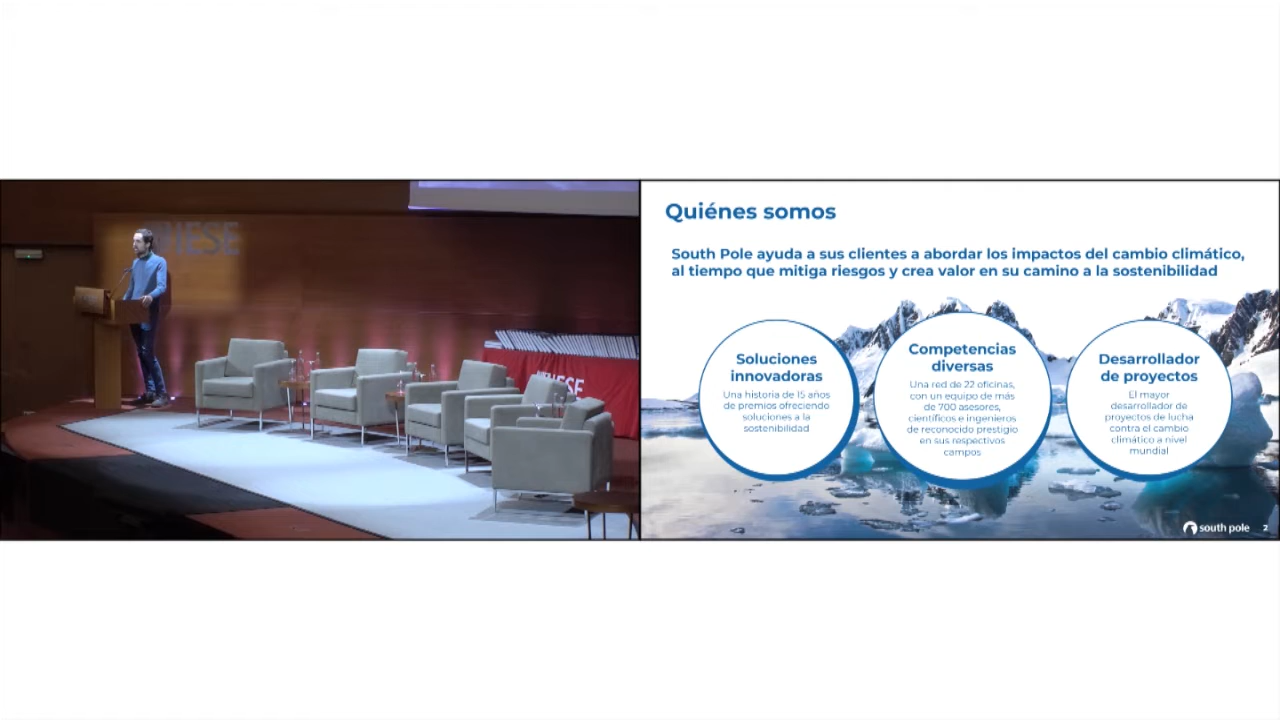 IESE
IESE
Quiénes somos
South Pole ayuda a sus clientes a abordar los impactos del cambio climático,
al tiempo que mitiga riesgos y crea valor en su camino a la sostenibilidad
Soluciones
innovadoras
Una historia de 15 años
de premios ofreciendo
soluciones a la
sostenibilidad
Competencias
diversas
Una red de 22 oficinas,
con un equipo de más
de 700 asesores,
científicos e ingenieros
de reconocido prestigio
en sus respectivos
campos
Desarrollador
de proyectos
El mayor
desarrollador de
proyectos de lucha
contra el cambio
climático a nivel
mundial
south pole 2